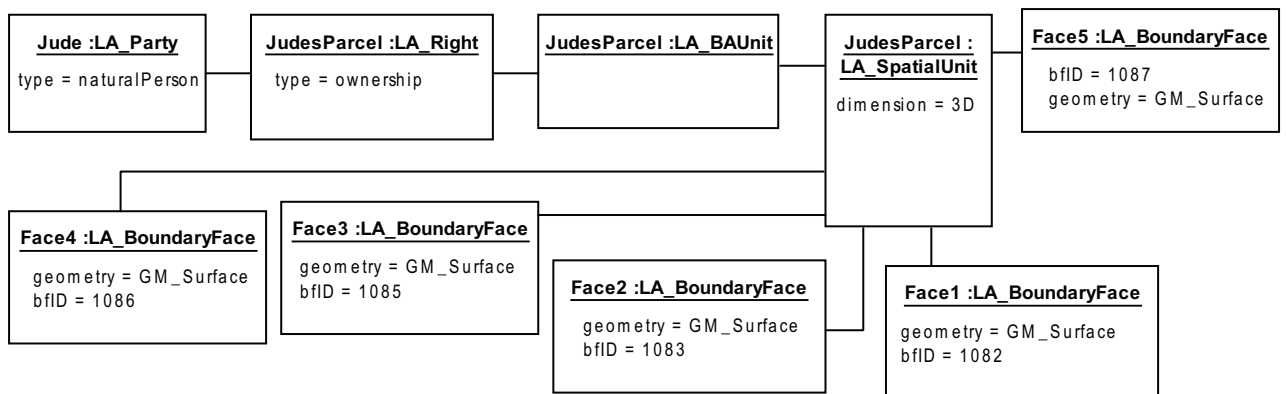 Jude :LA_Party
type = naturalPerson
JudesParcel :LA_Right
type = ownership
JudesParcel :LA_BAUnit
JudesParcel :
LA_SpatialUnit
dimension = 3D
Face5 :LA_BoundaryFace
bfID = 1087
geometry = GM_Surface
Face4 :LA_BoundaryFace
geometry = GM_Surface
bfID = 1086
Face3 :LA_BoundaryFace
geometry = GM_Surface
bfID = 1085
Face2 :LA_BoundaryFace
geometry = GM_Surface
bfID = 1083
Face1 :LA_BoundaryFace
geometry = GM_Surface
bfID = 1082